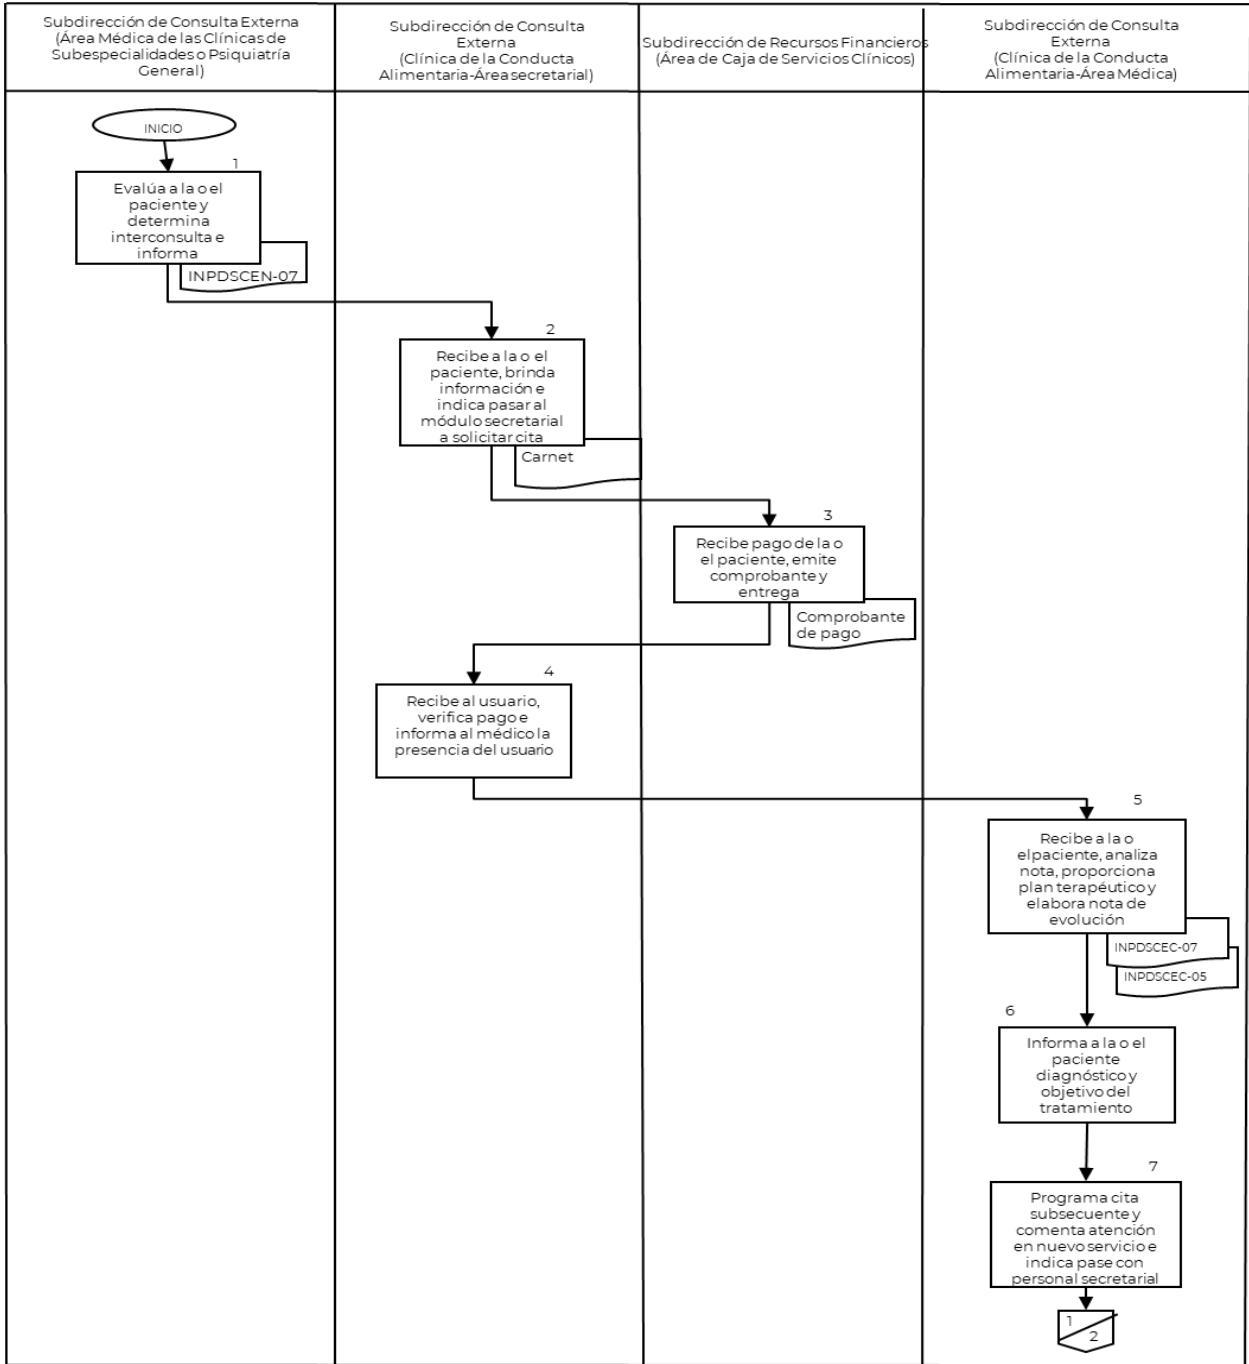 Subdirección de Consulta Externa
(Área Médica de las Clínicas de
Subespecialidades o Psiquiatría
General)
Subdirección de Consulta
Externa
(Clínica de la Conducta
Alimentaria-Área secretarial)
Subdirección de Recursos Financieros
(Área de Caja de Servicios Clínicos)
Subdirección de Consulta
Externa
(Clínica de la Conducta
Alimentaria-Área Médica)
INICIO
1
Evalúa a la o el
paciente y
determina
interconsulta e
informa
INPDSCEN-07
2
Recibe a la o el
paciente, brinda
información e
indica pasar al
módulo secretarial
a solicitar cita
Carnet
3
Recibe pago de la o
el paciente, emite
comprobante y
entrega
Comprobante
de pago
4
Recibe al usuario,
verifica pago e
informa al médico la
presencia del usuario
5
Recibe a la o
elpaciente, analiza
nota, proporciona
plan terapéutico y
elabora nota de
evolución
INPDSCEC-07
INPDSCEC-05
6
Informa a la o el
paciente
diagnóstico y
objetivo del
tratamiento
7
Programa cita
subsecuente y
comenta atención
en nuevo servicio e
indica pase con
personal secretarial
1
2